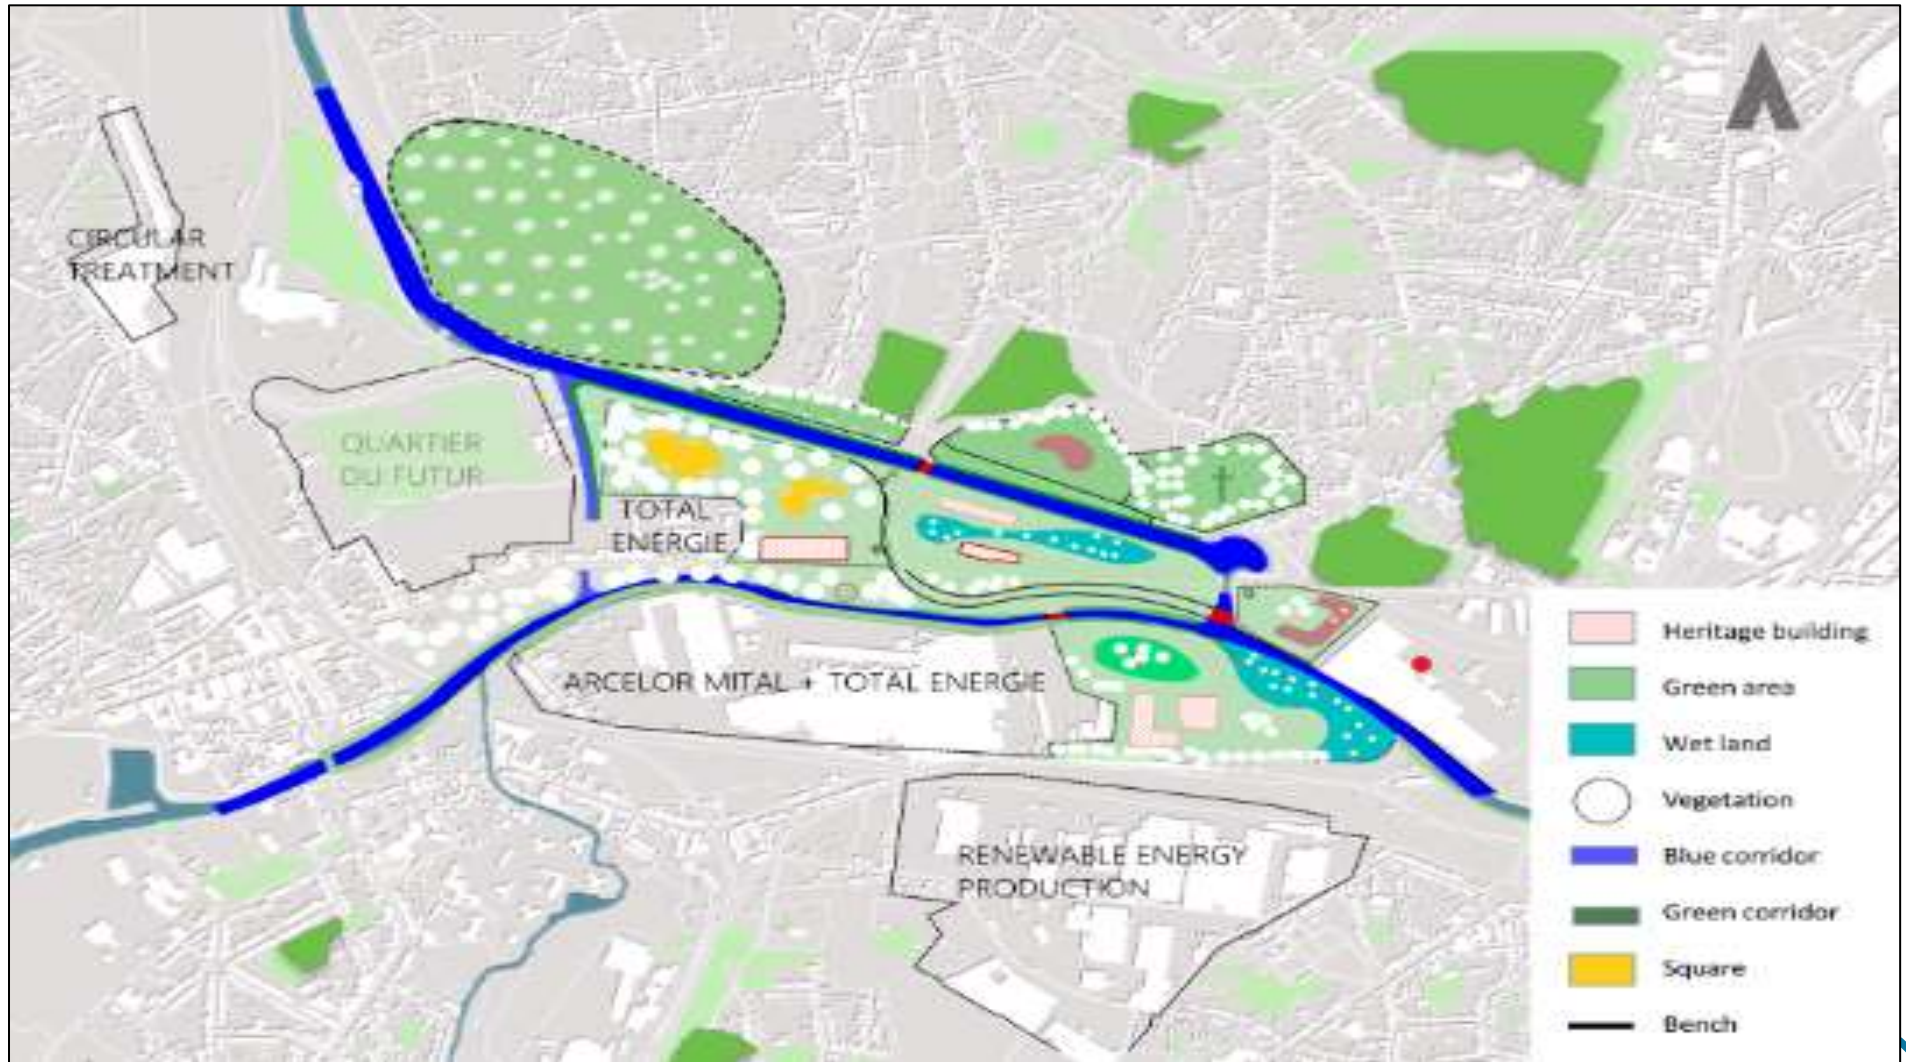 CIRCULAR
TREATMENT
QUARTIER
DU FUTUR
TOTAL
ENERGIE
ARCELOR MITAL + TOTAL ENERGIE
RENEWABLE ENERGY
PRODUCTION
Heritage building
Green area
Wet land
Vegetation
Blue corridor
Green corridor
Square
Bench